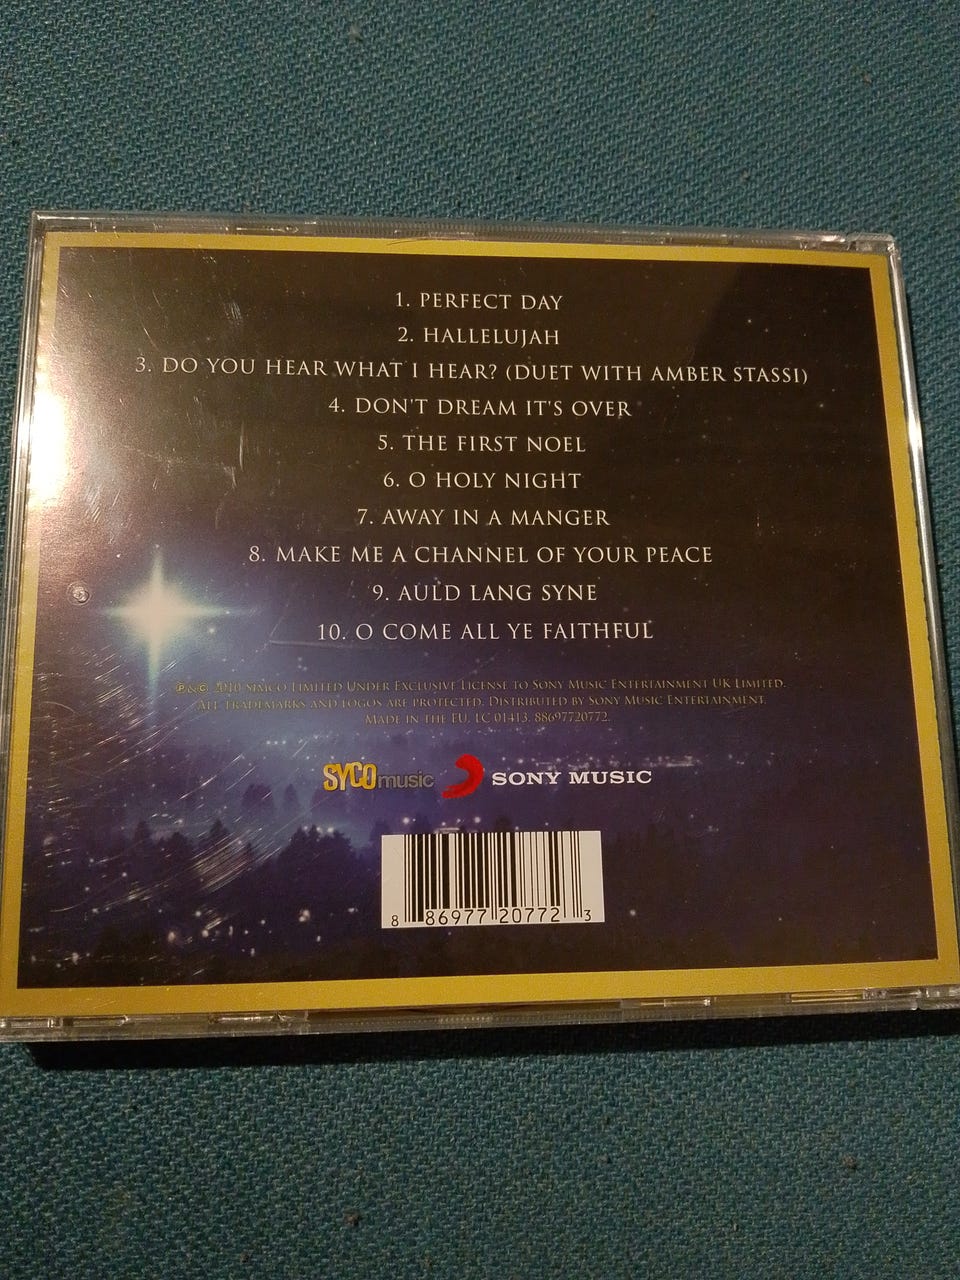 1. PERFECT DAY
2. HALLELUJAH
3. DO YOU HEAR WHAT I HEAR? (DUET WITH AMBER STASSI)
4. DON'T DREAM IT'S OVER
5. THE FIRST NOEL
6. O HOLY NIGHT
7. AWAY IN A MANGER
8. MAKE ME A CHANNEL OF YOUR PEACE
9. AULD LANG SYNE
10. O COME ALL YE FAITHFUL
℗ & © 2010 SIMCO LIMITED UNDER EXCLUSIVE LICENSE TO SONY MUSIC ENTERTAINMENT UK LIMITED.
ALL TRADEMARKS AND LOGOS ARE PROTECTED. DISTRIBUTED BY SONY MUSIC ENTERTAINMENT.
MADE IN THE EU. LC 01413. 88697720772.
SYCO music SONY MUSIC
8 86977 20772 3